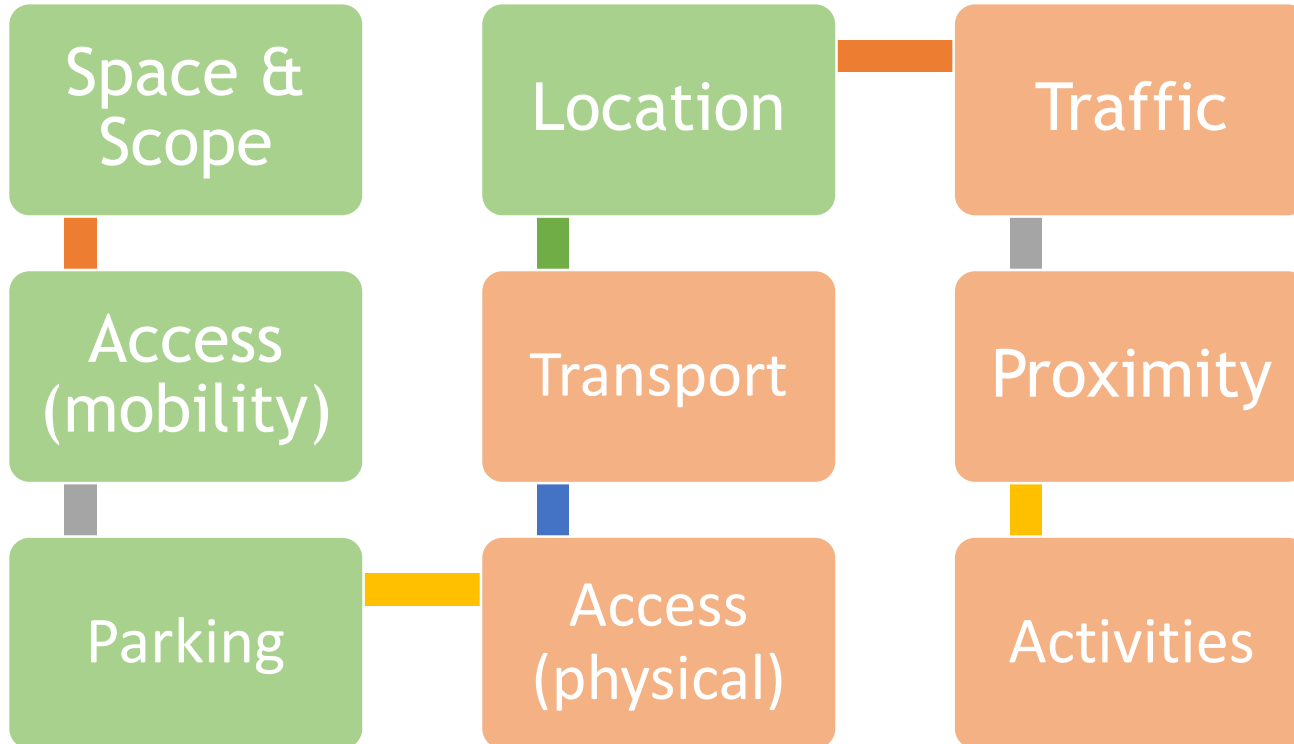 Space &
Scope
Access
(mobility)
Parking
Access
(physical)
Transport
Location
Traffic
Proximity
Activities